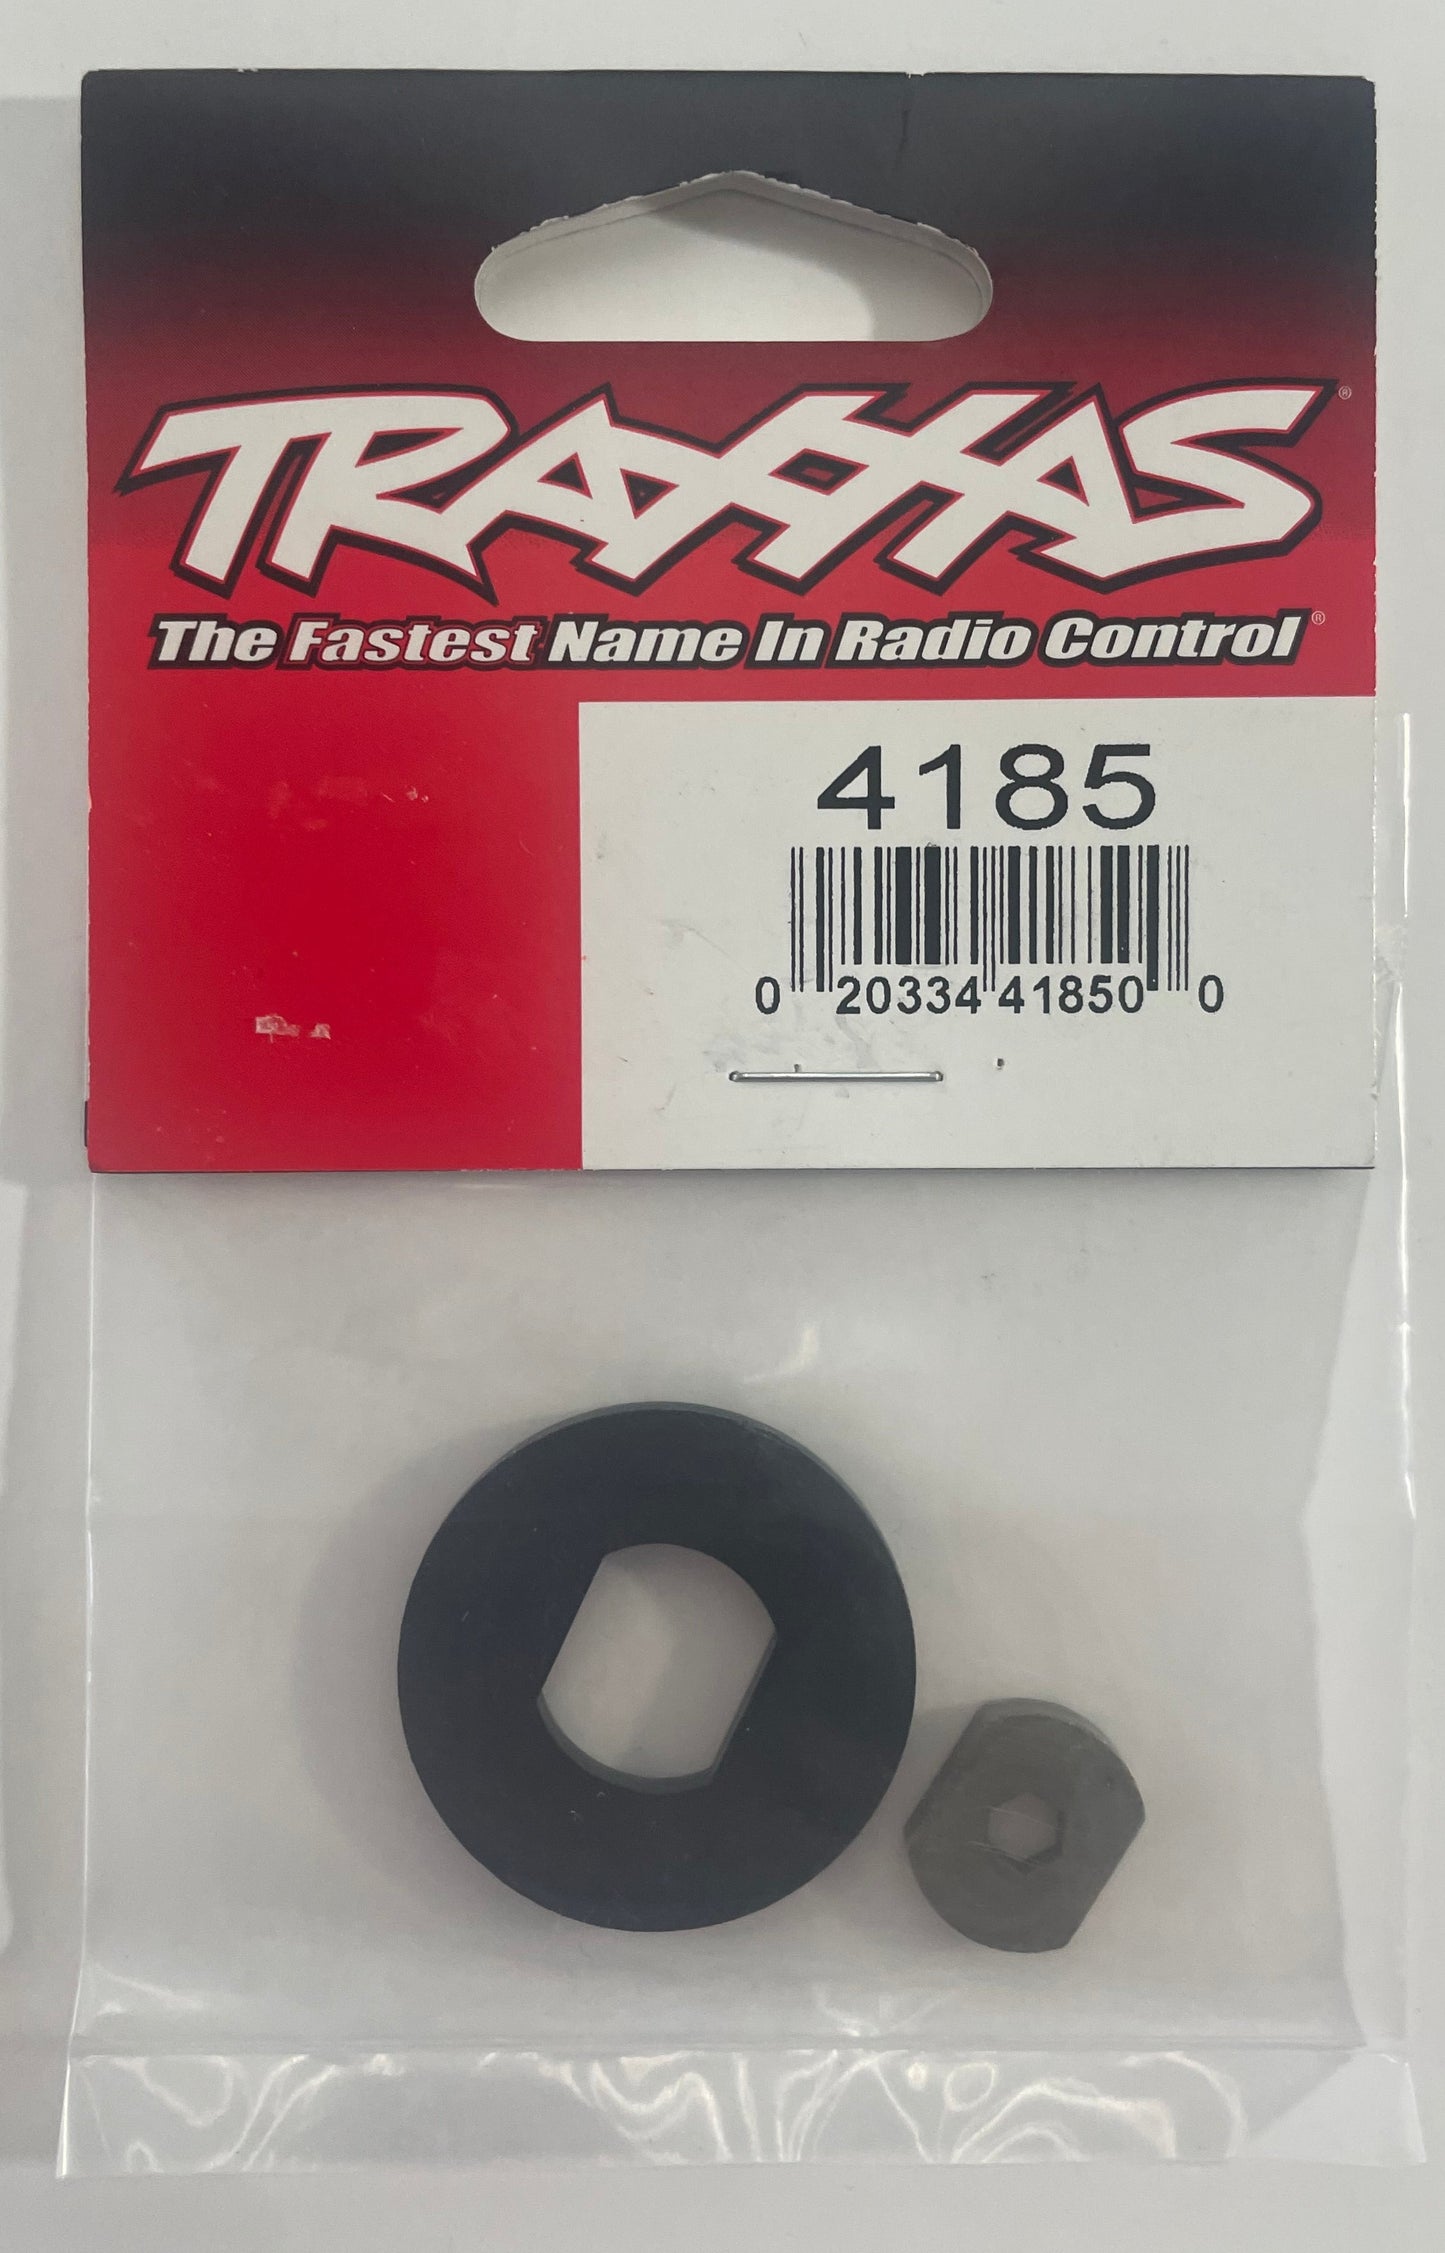 TRAXXAS®
The Fastest Name In Radio Control®
4185
0 20334 41850 0